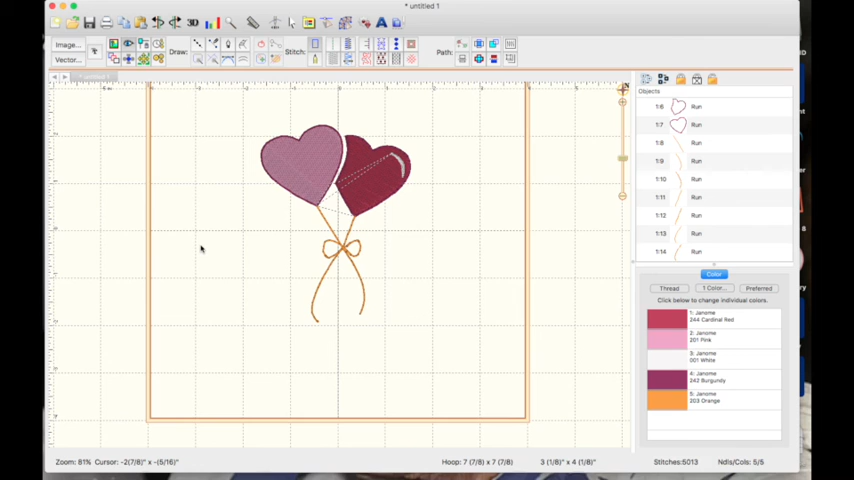 * untitled 1
Image...
Vector...
Draw:
Stitch:
Path:
* untitled 1
Objects
1:6 Run
1:7 Run
1:8 Run
1:9 Run
1:10 Run
1:11 Run
1:12 Run
1:13 Run
1:14 Run
Color
Thread 1 Color... Preferred
Click below to change individual colors.
1: Janome
244 Cardinal Red
2: Janome
201 Pink
3: Janome
001 White
4: Janome
242 Burgundy
5: Janome
203 Orange
Zoom: 81% Cursor: -2(7/8)" x -(5/16)" Hoop: 7 (7/8) x 7 (7/8) 3 (1/8)" x 4 (1/8)" Stitches:5013 Ndls/Cols: 5/5